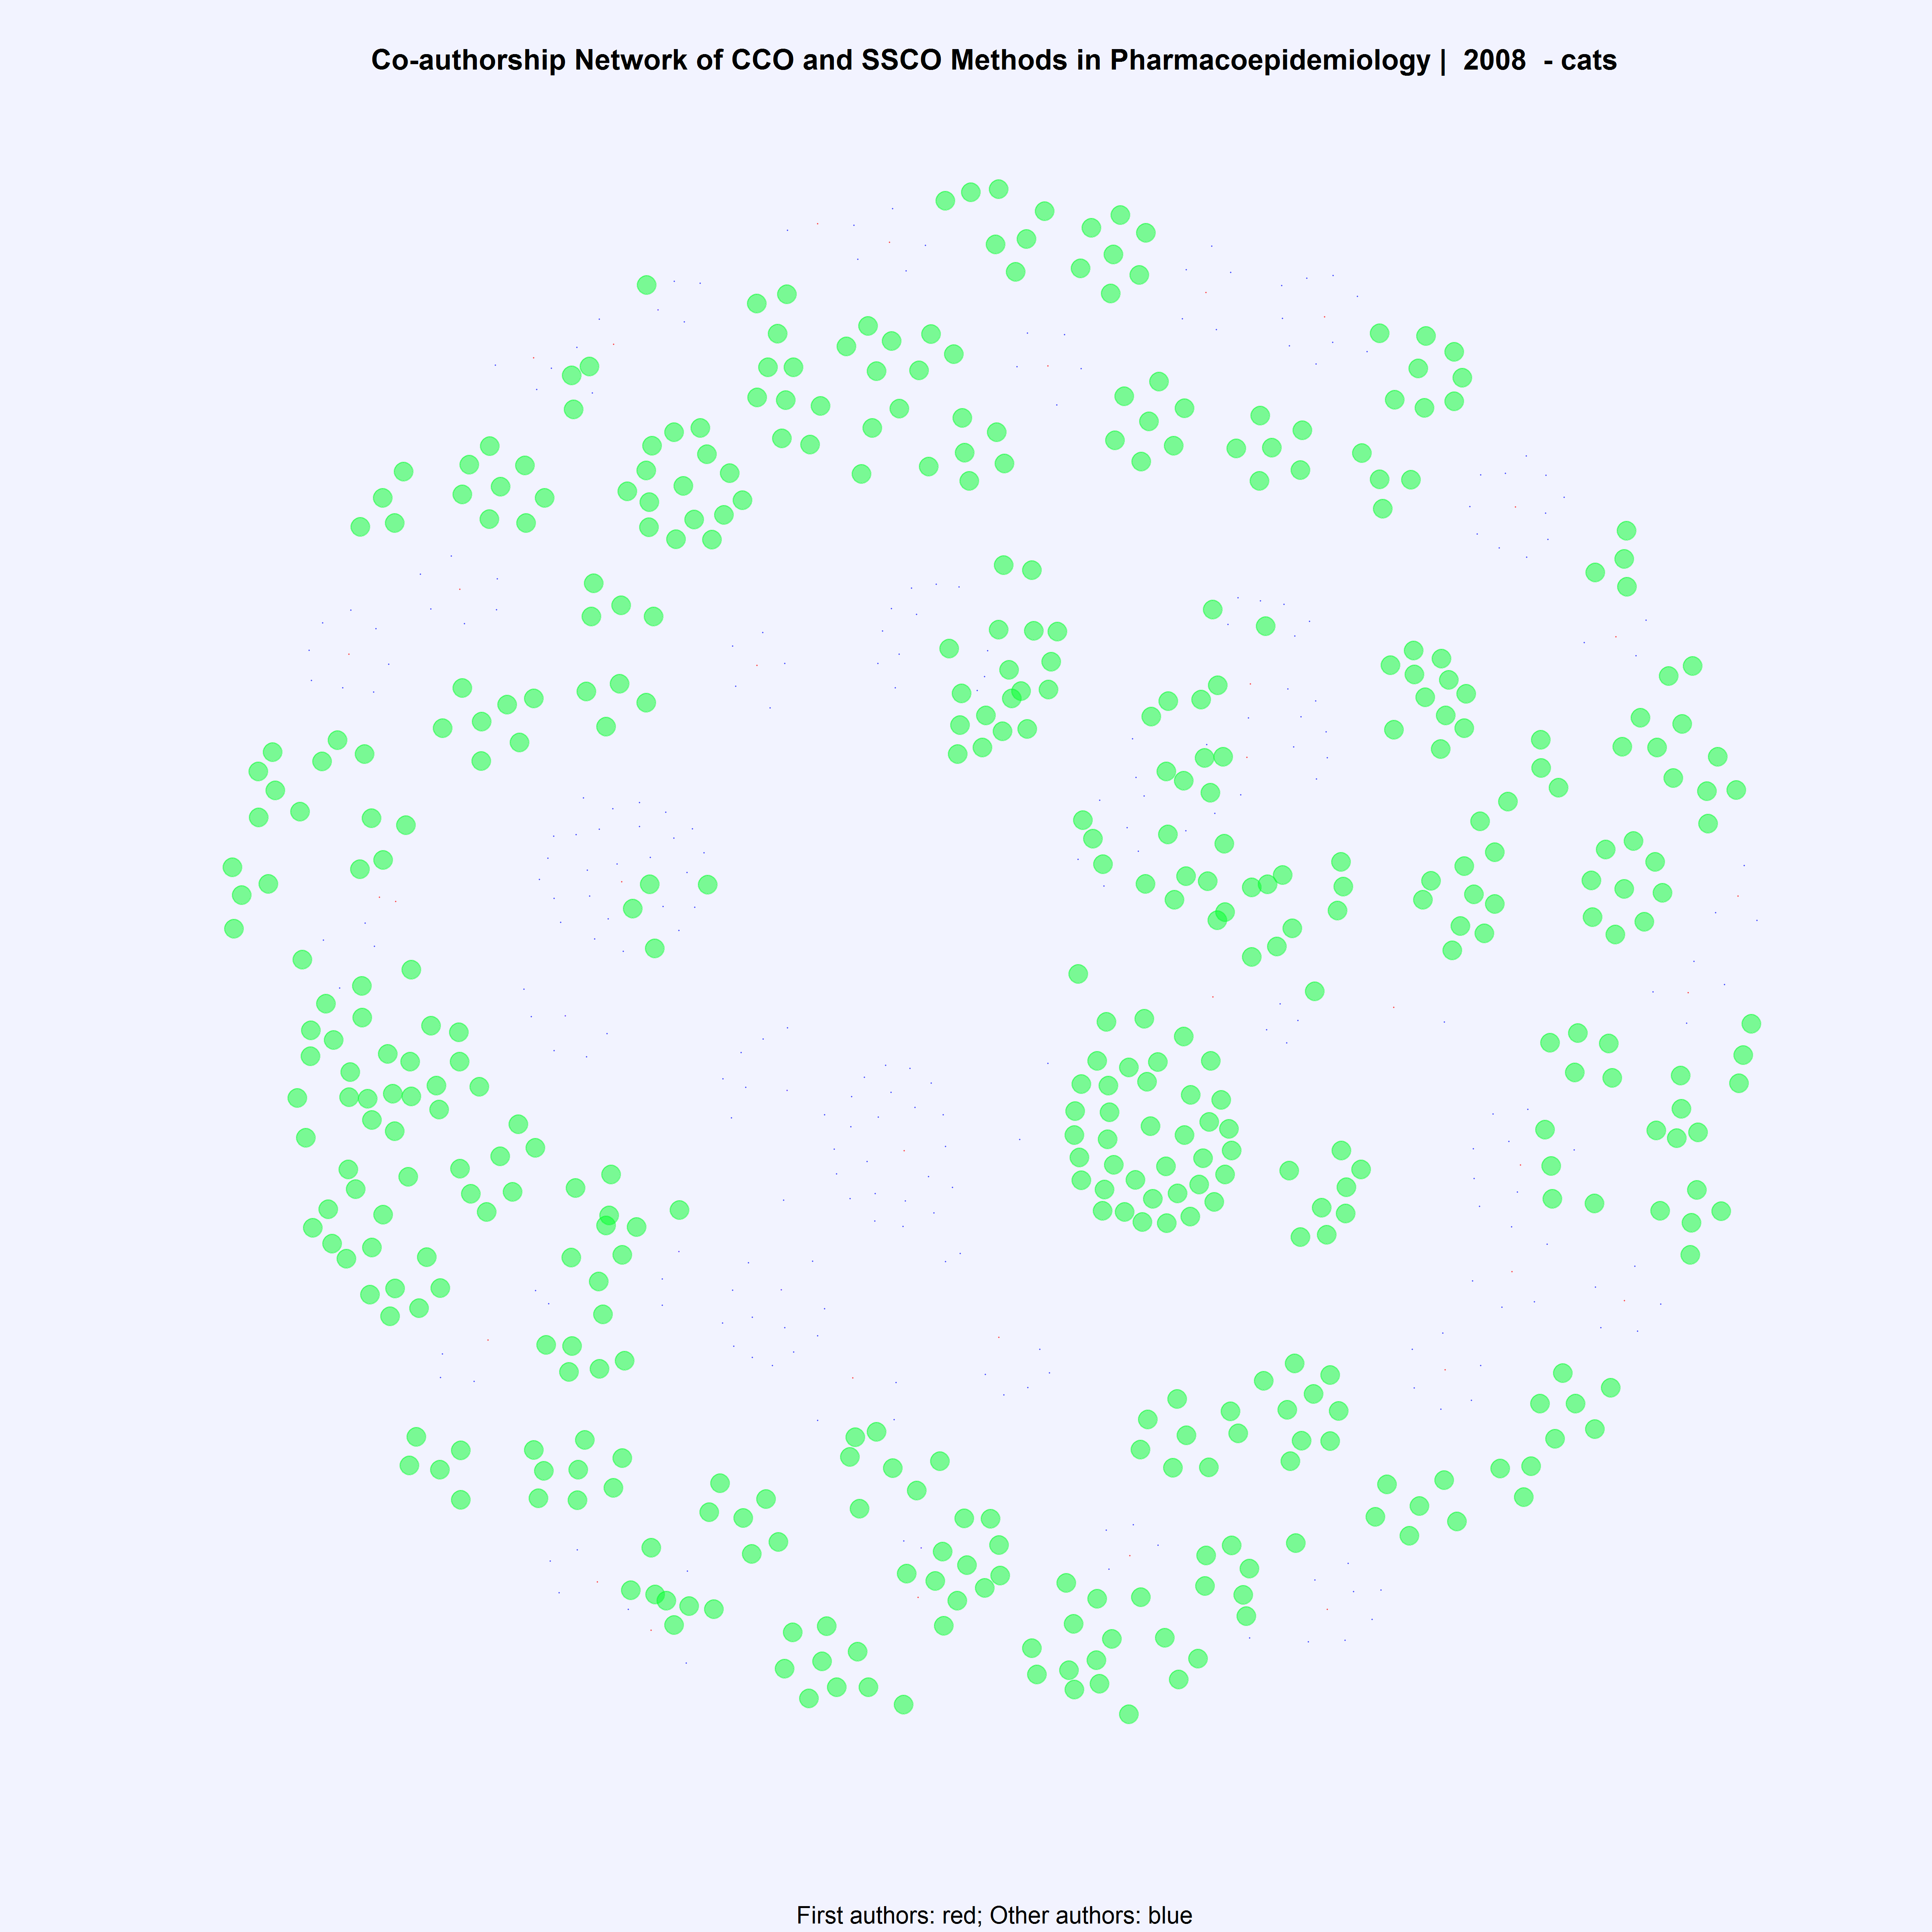 Co-authorship Network of CCO and SSCO Methods in Pharmacoepidemiology |  2008  - cats
First authors: red; Other authors: blue